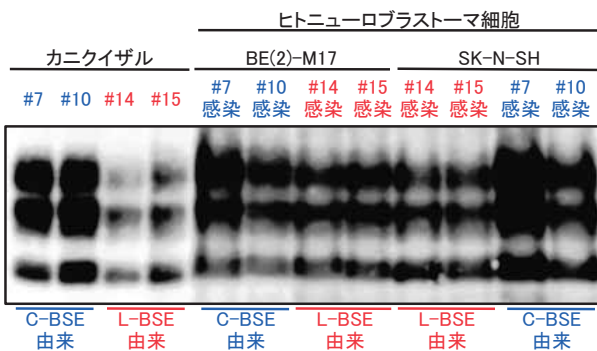 ヒトニューロブラストーマ細胞
カニクイザル BE(2)-M17 SK-N-SH
#7 #10 #14 #15 #7 #10 #14 #15 #14 #15 #7 #10
感染 感染 感染 感染 感染 感染 感染 感染
C-BSE L-BSE C-BSE L-BSE L-BSE C-BSE
由来 由来 由来 由来 由来 由来